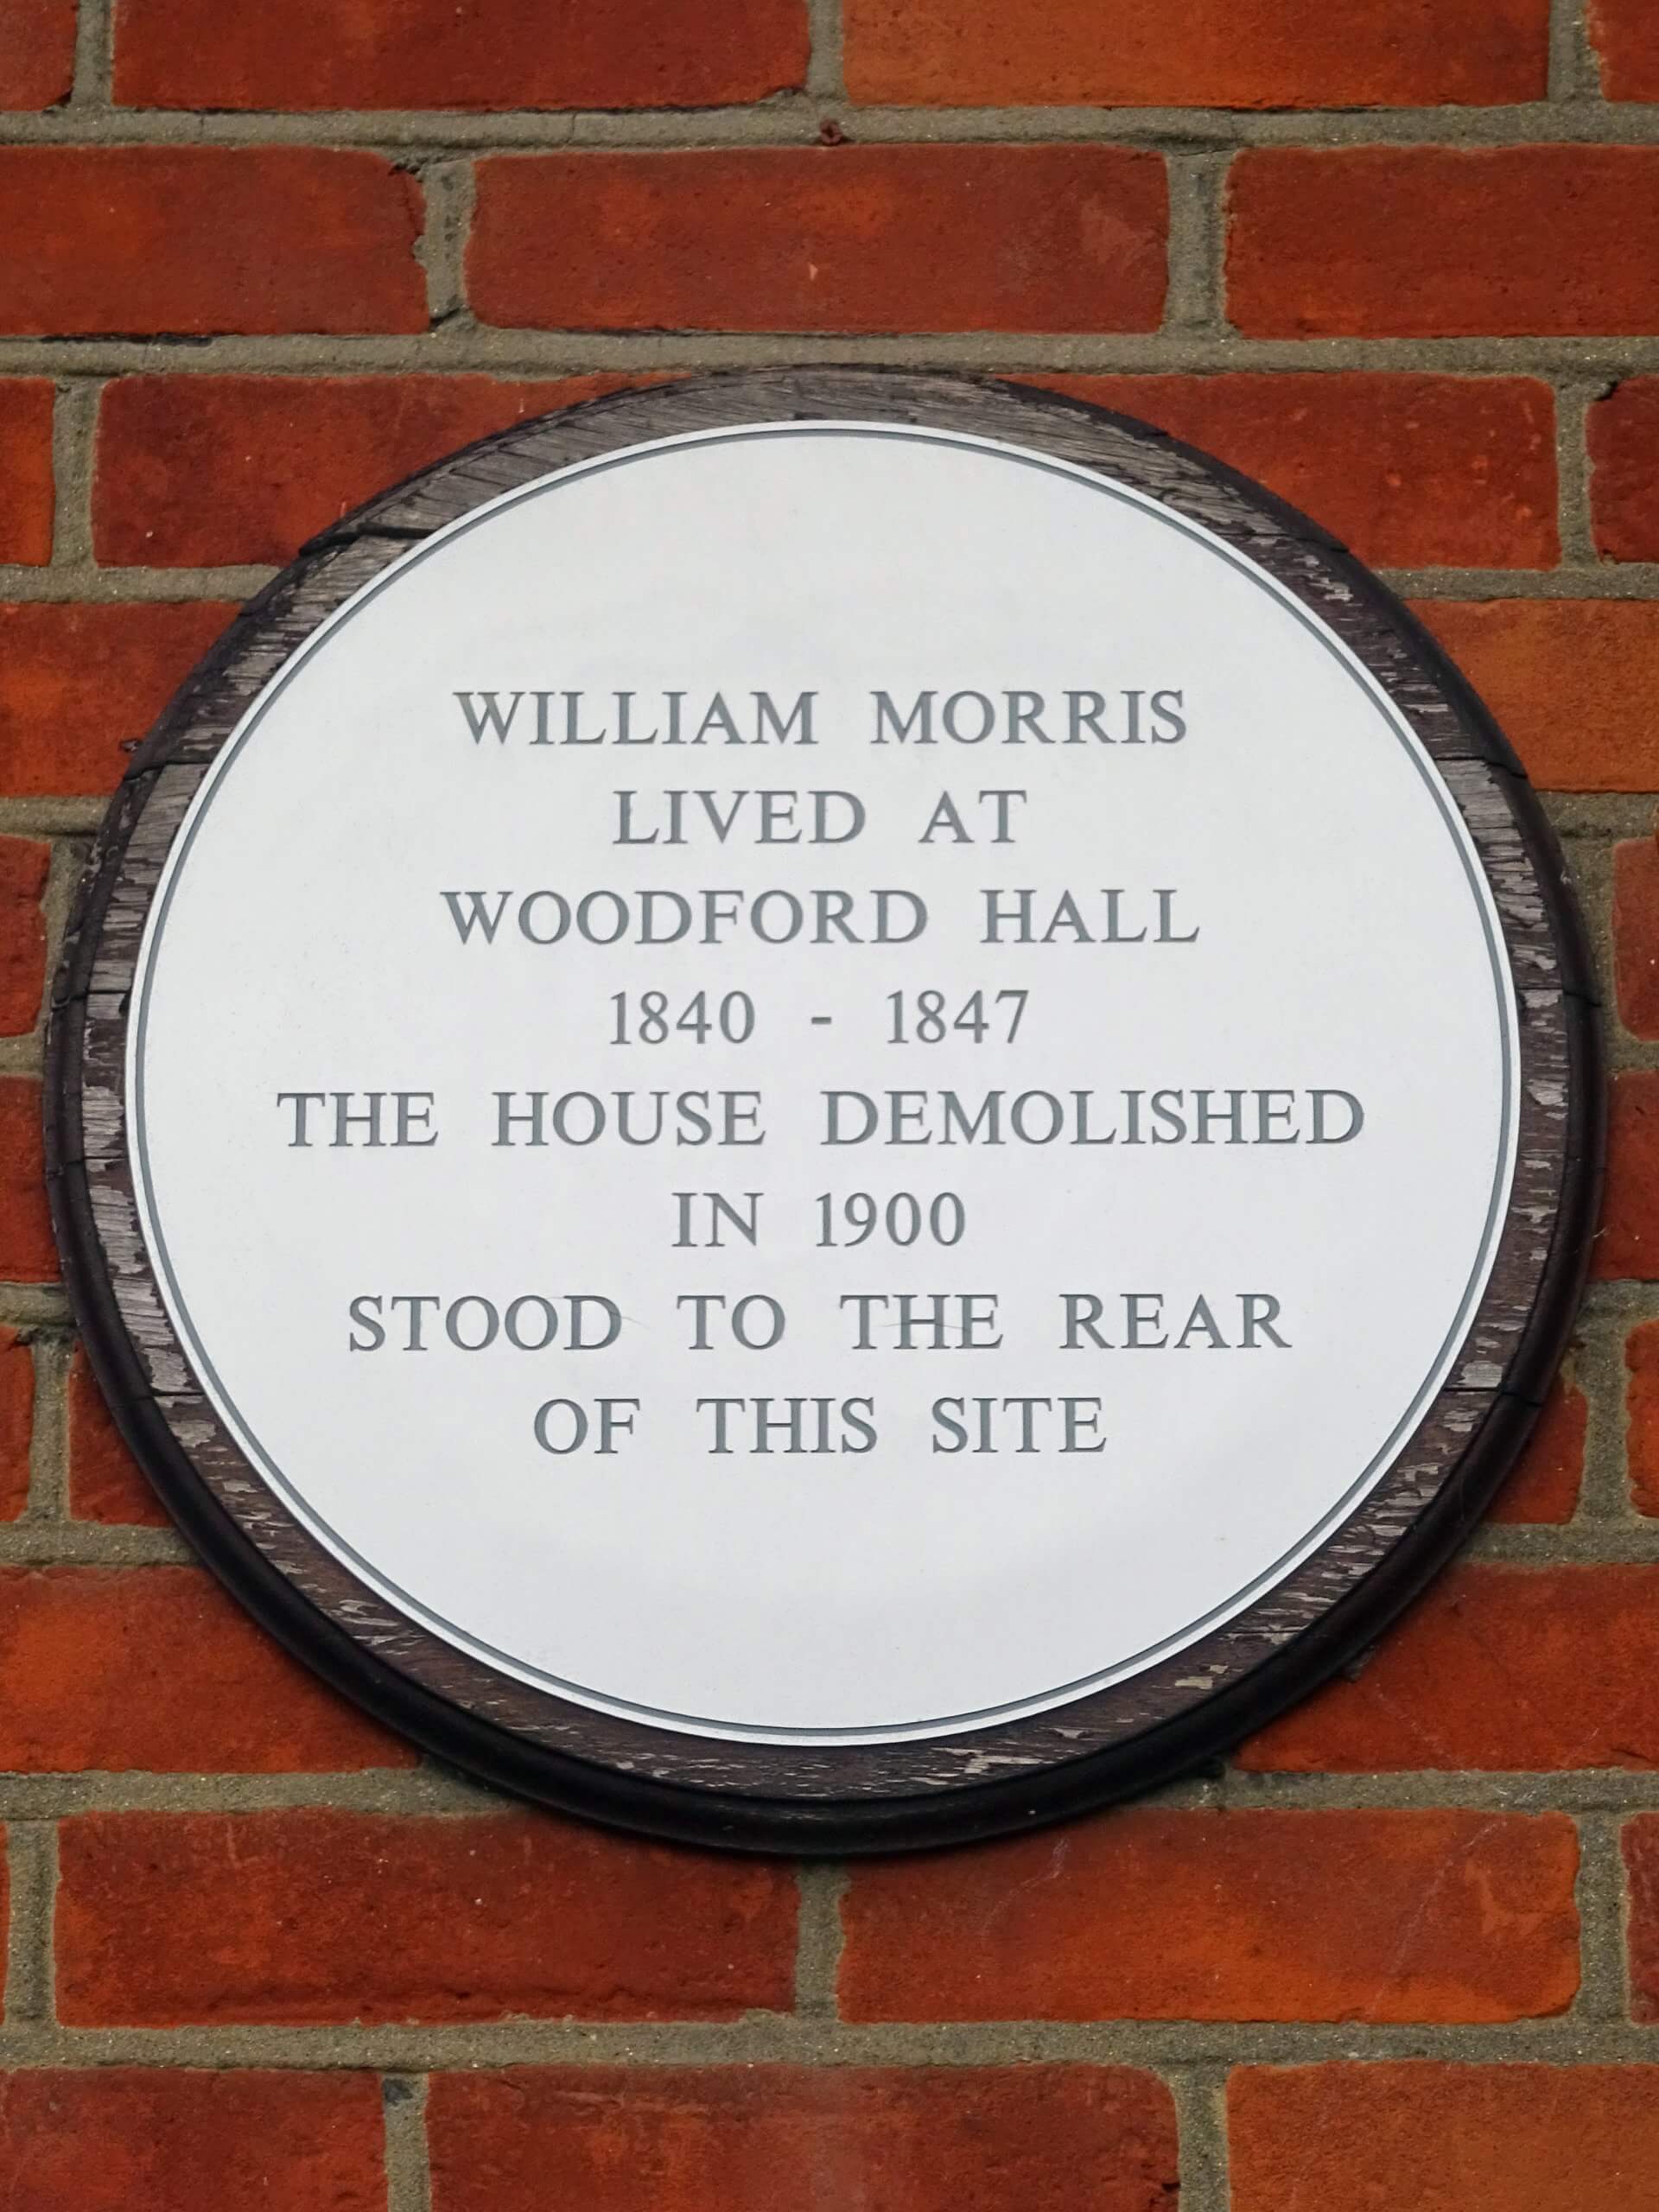 WILLIAM MORRIS
LIVED AT
WOODFORD HALL
1840 - 1847
THE HOUSE DEMOLISHED
IN 1900
STOOD TO THE REAR
OF THIS SITE